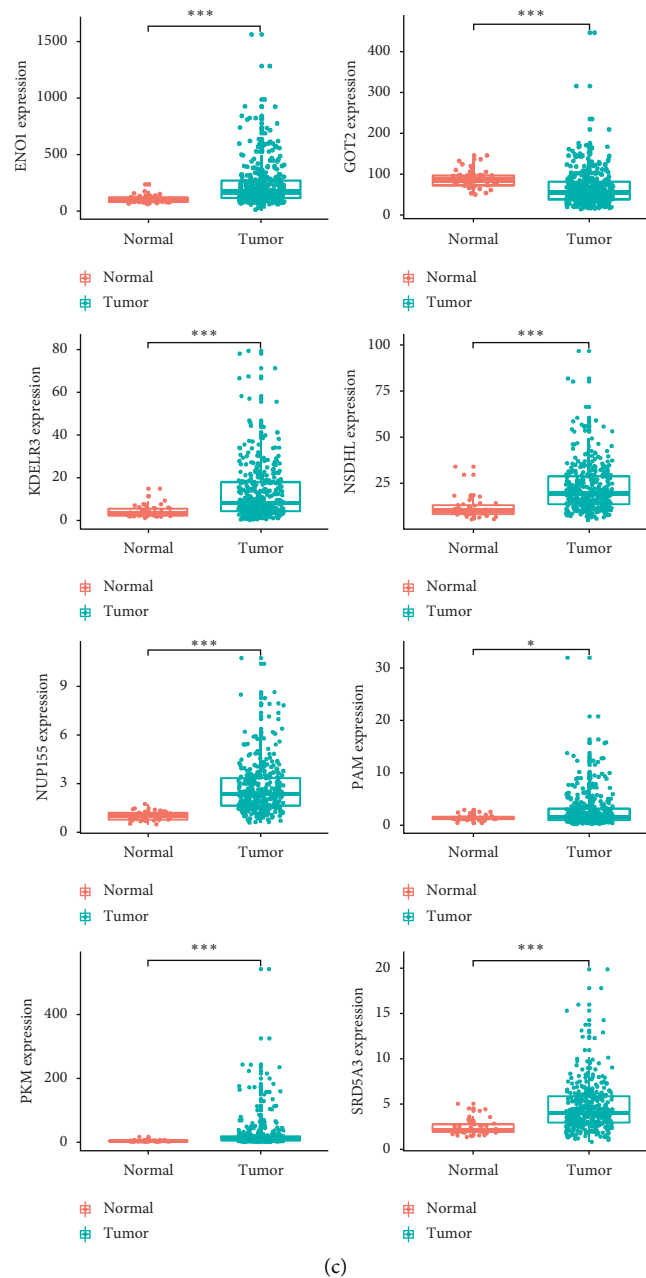 ***
ENO1 expression
1500
1000
500
0
Normal
Tumor
Normal
Tumor
***
GOT2 expression
400
300
200
100
0
Normal
Tumor
Normal
Tumor
***
KDELR3 expression
80
60
40
20
0
Normal
Tumor
Normal
Tumor
***
NSDHL expression
100
75
50
25
Normal
Tumor
Normal
Tumor
***
NUP155 expression
9
6
3
0
Normal
Tumor
Normal
Tumor
*
PAM expression
30
20
10
0
Normal
Tumor
Normal
Tumor
***
PKM expression
400
200
0
Normal
Tumor
Normal
Tumor
***
SRD5A3 expression
20
15
10
5
0
Normal
Tumor
Normal
Tumor
(c)